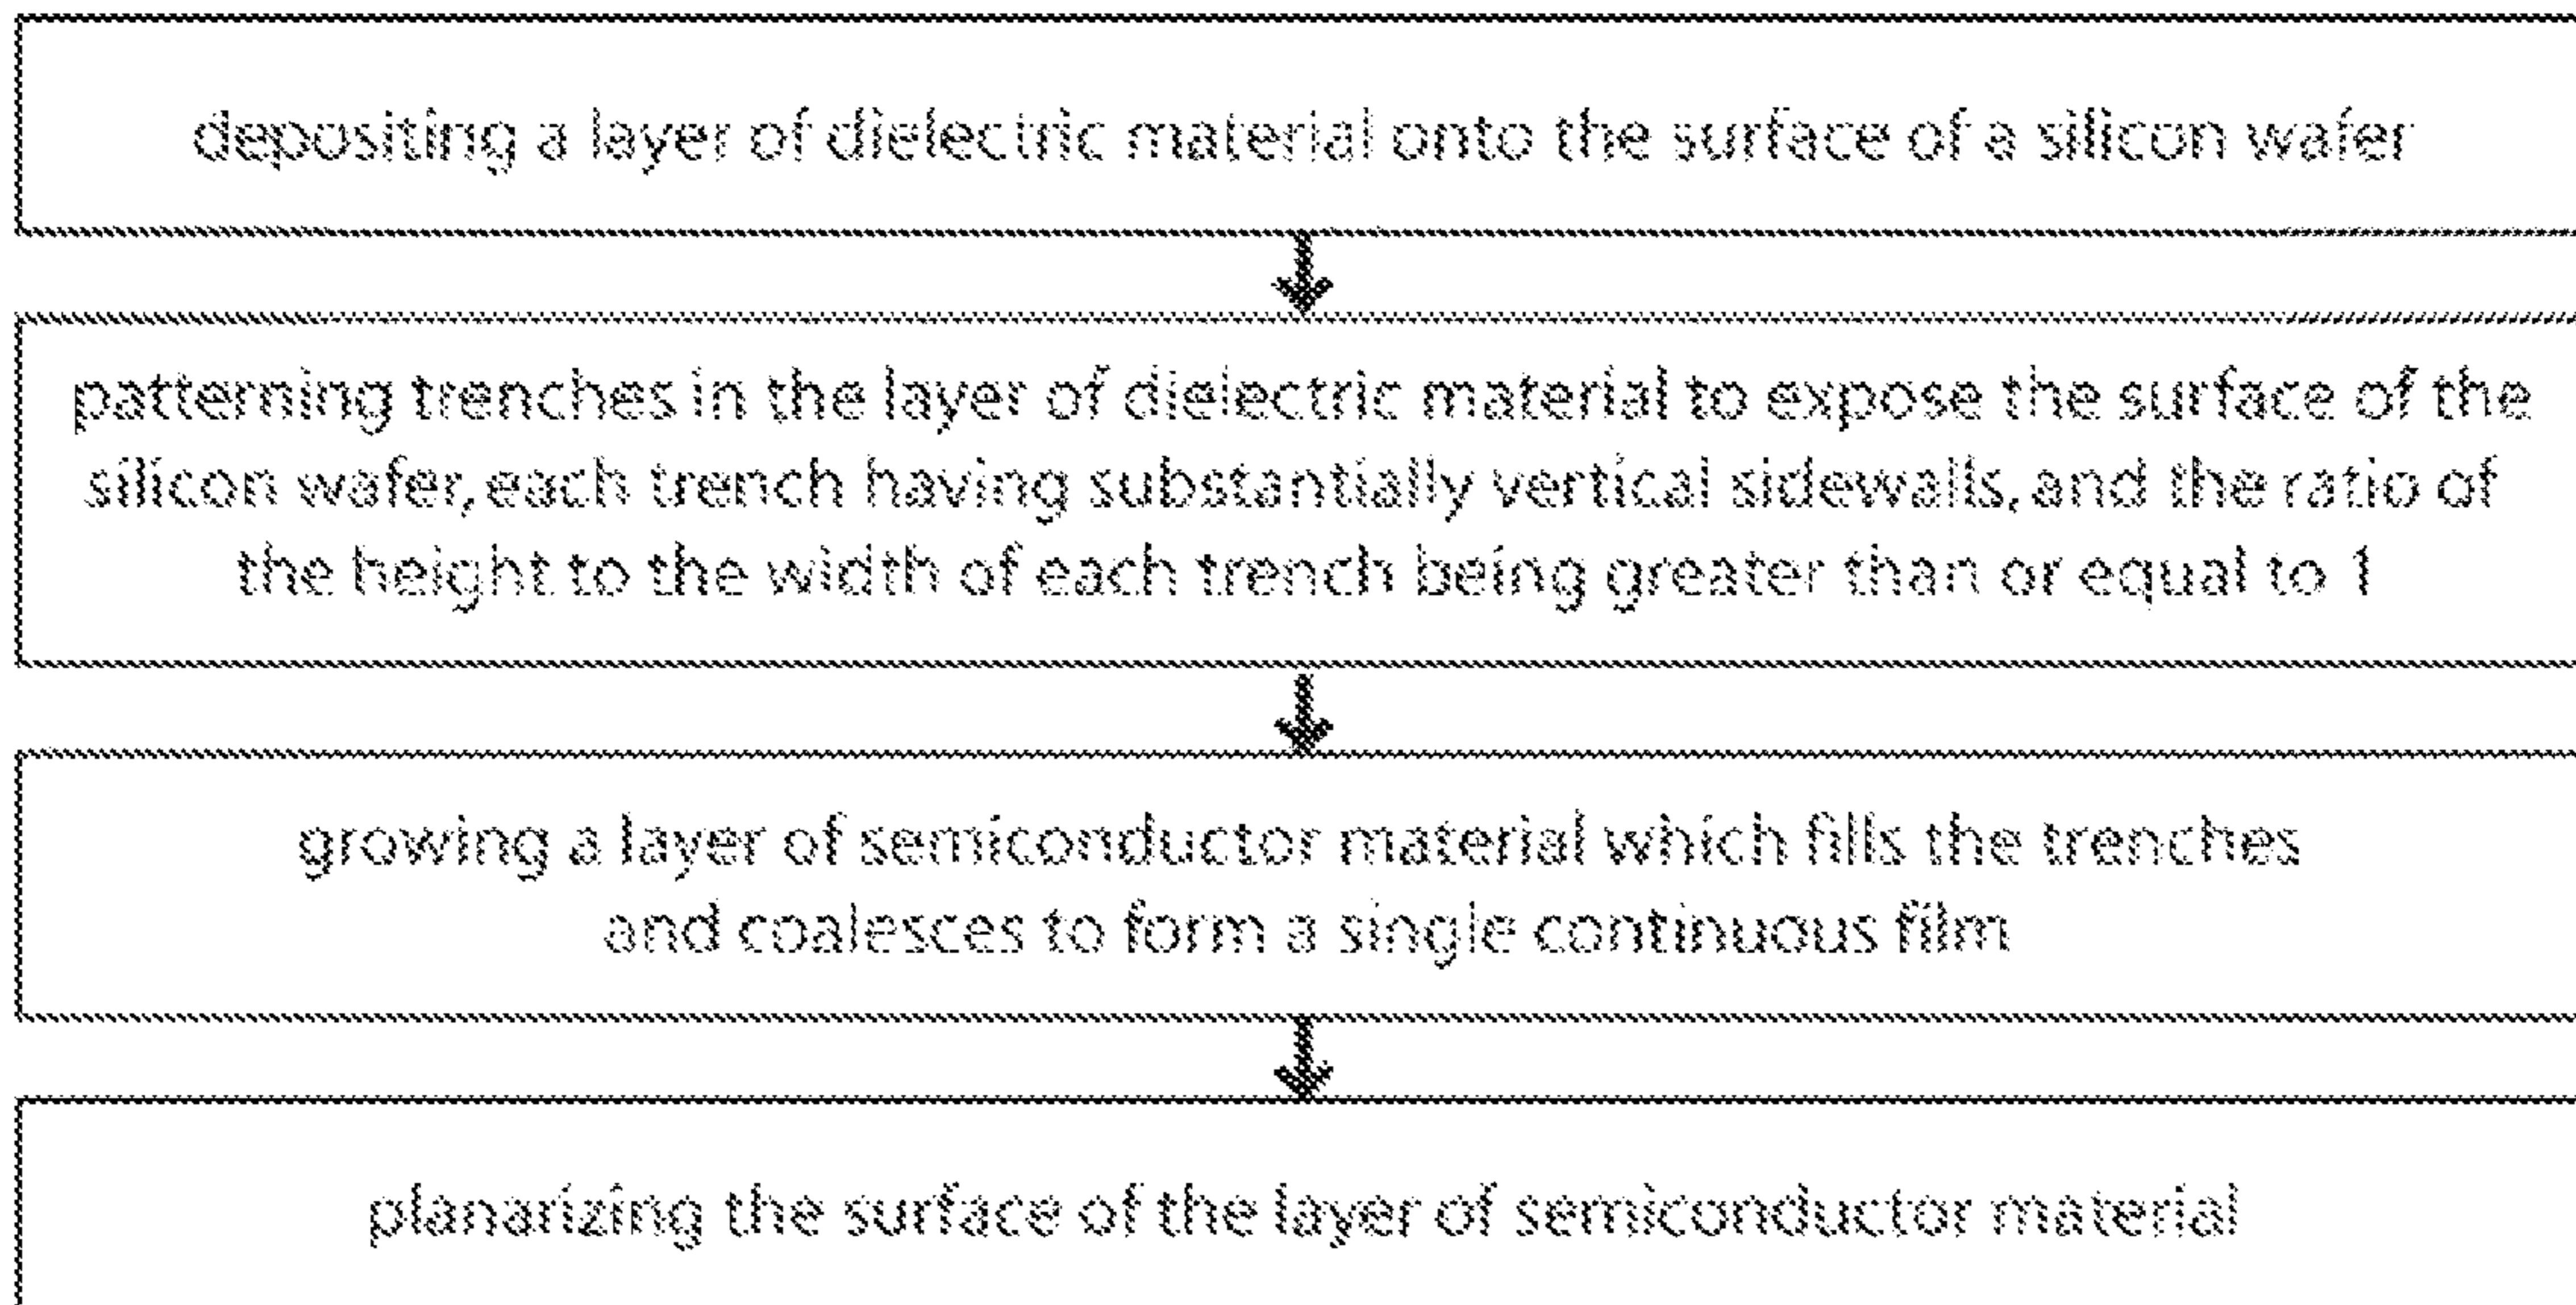 depositing a layer of dielectric material onto the surface of a silicon wafer
patterning trenches in the layer of dielectric material to expose the surface of the
silicon wafer, each trench having substantially vertical sidewalls, and the ratio of
the height to the width of each trench being greater than or equal to 1
growing a layer of semiconductor material which fills the trenches
and coalesces to form a single continuous film
planarizing the surface of the layer of semiconductor material